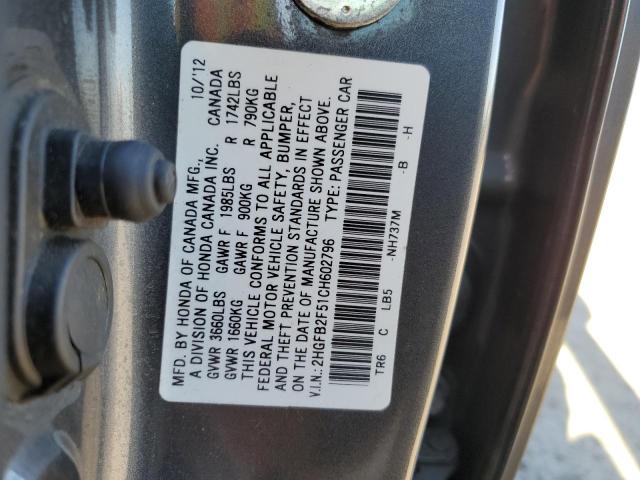 MFD. BY HONDA OF CANADA MFG., 10/'12
A DIVISION OF HONDA CANADA INC. CANADA
GVWR 3660LBS GAWR F 1985LBS R 1742LBS
GVWR 1660KG GAWR F 900KG R 790KG
THIS VEHICLE CONFORMS TO ALL APPLICABLE
FEDERAL MOTOR VEHICLE SAFETY, BUMPER,
AND THEFT PREVENTION STANDARDS IN EFFECT
ON THE DATE OF MANUFACTURE SHOWN ABOVE.
V.I.N.: 2HGFB2F51CH602796 TYPE: PASSENGER CAR
TR6 C LB5 -NH737M -B -H